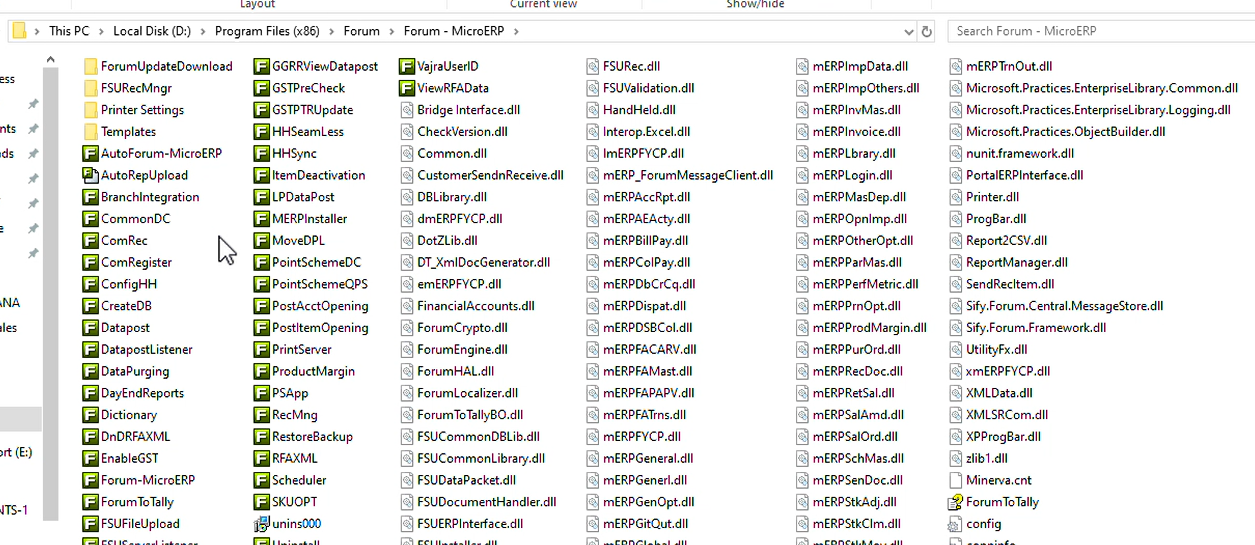 Layout
Current view
Show/hide
This PC > Local Disk (D:) > Program Files (x86) > Forum > Forum - MicroERP >
Search Forum - MicroERP
ess
nts
ds
e
ANA
ales
ort (E:)
NTS-1
ForumUpdateDownload
FSURecMngr
Printer Settings
Templates
AutoForum-MicroERP
AutoRepUpload
BranchIntegration
CommonDC
ComRec
ComRegister
ConfigHH
CreateDB
Datapost
DatapostListener
DataPurging
DayEndReports
Dictionary
DnDRFAXML
EnableGST
Forum-MicroERP
ForumToTally
FSUFileUpload
FSUServerListener
GGRRViewDatapost
GSTPreCheck
GSTPTRUpdate
HHSeamLess
HHSync
ItemDeactivation
LPDataPost
MERPInstaller
MoveDPL
PointSchemeDC
PointSchemeQPS
PostAcctOpening
PostItemOpening
PrintServer
ProductMargin
PSApp
RecMng
RestoreBackup
RFAXML
Scheduler
SKUOPT
unins000
Uninstall
VajraUserID
ViewRFAData
Bridge Interface.dll
CheckVersion.dll
Common.dll
CustomerSendnReceive.dll
DBLibrary.dll
dmERPFYCP.dll
DotZLib.dll
DT_XmlDocGenerator.dll
emERPFYCP.dll
FinancialAccounts.dll
ForumCrypto.dll
ForumEngine.dll
ForumHAL.dll
ForumLocalizer.dll
ForumToTallyBO.dll
FSUCommonDBLib.dll
FSUCommonLibrary.dll
FSUDataPacket.dll
FSUDocumentHandler.dll
FSUERPInterface.dll
FSUInstaller.dll
FSURec.dll
FSUValidation.dll
HandHeld.dll
Interop.Excel.dll
ImERPFYCP.dll
mERP_ForumMessageClient.dll
mERPAccRpt.dll
mERPAEActy.dll
mERPBillPay.dll
mERPColPay.dll
mERPDbCrCq.dll
mERPDispat.dll
mERPDSBCol.dll
mERPFACARV.dll
mERPFAMast.dll
mERPFAPAPV.dll
mERPFATrns.dll
mERPFYCP.dll
mERPGeneral.dll
mERPGenerl.dll
mERPGenOpt.dll
mERPGitQut.dll
mERPGlobal.dll
mERPImpData.dll
mERPImpOthers.dll
mERPInvMas.dll
mERPInvoice.dll
mERPLbrary.dll
mERPLogin.dll
mERPMasDep.dll
mERPOpnImp.dll
mERPOtherOpt.dll
mERPParMas.dll
mERPPerfMetric.dll
mERPPrnOpt.dll
mERPProdMargin.dll
mERPPurOrd.dll
mERPRecDoc.dll
mERPRetSal.dll
mERPSalAmd.dll
mERPSalOrd.dll
mERPSchMas.dll
mERPSenDoc.dll
mERPStkAdj.dll
mERPStkClm.dll
mERPStkMov.dll
mERPTrnOut.dll
Microsoft.Practices.EnterpriseLibrary.Common.dll
Microsoft.Practices.EnterpriseLibrary.Logging.dll
Microsoft.Practices.ObjectBuilder.dll
nunit.framework.dll
PortalERPInterface.dll
Printer.dll
ProgBar.dll
Report2CSV.dll
ReportManager.dll
SendRecItem.dll
Sify.Forum.Central.MessageStore.dll
Sify.Forum.Framework.dll
UtilityFx.dll
xmERPFYCP.dll
XMLData.dll
XMLSRCom.dll
XPProgBar.dll
zlib1.dll
Minerva.cnt
ForumToTally
config